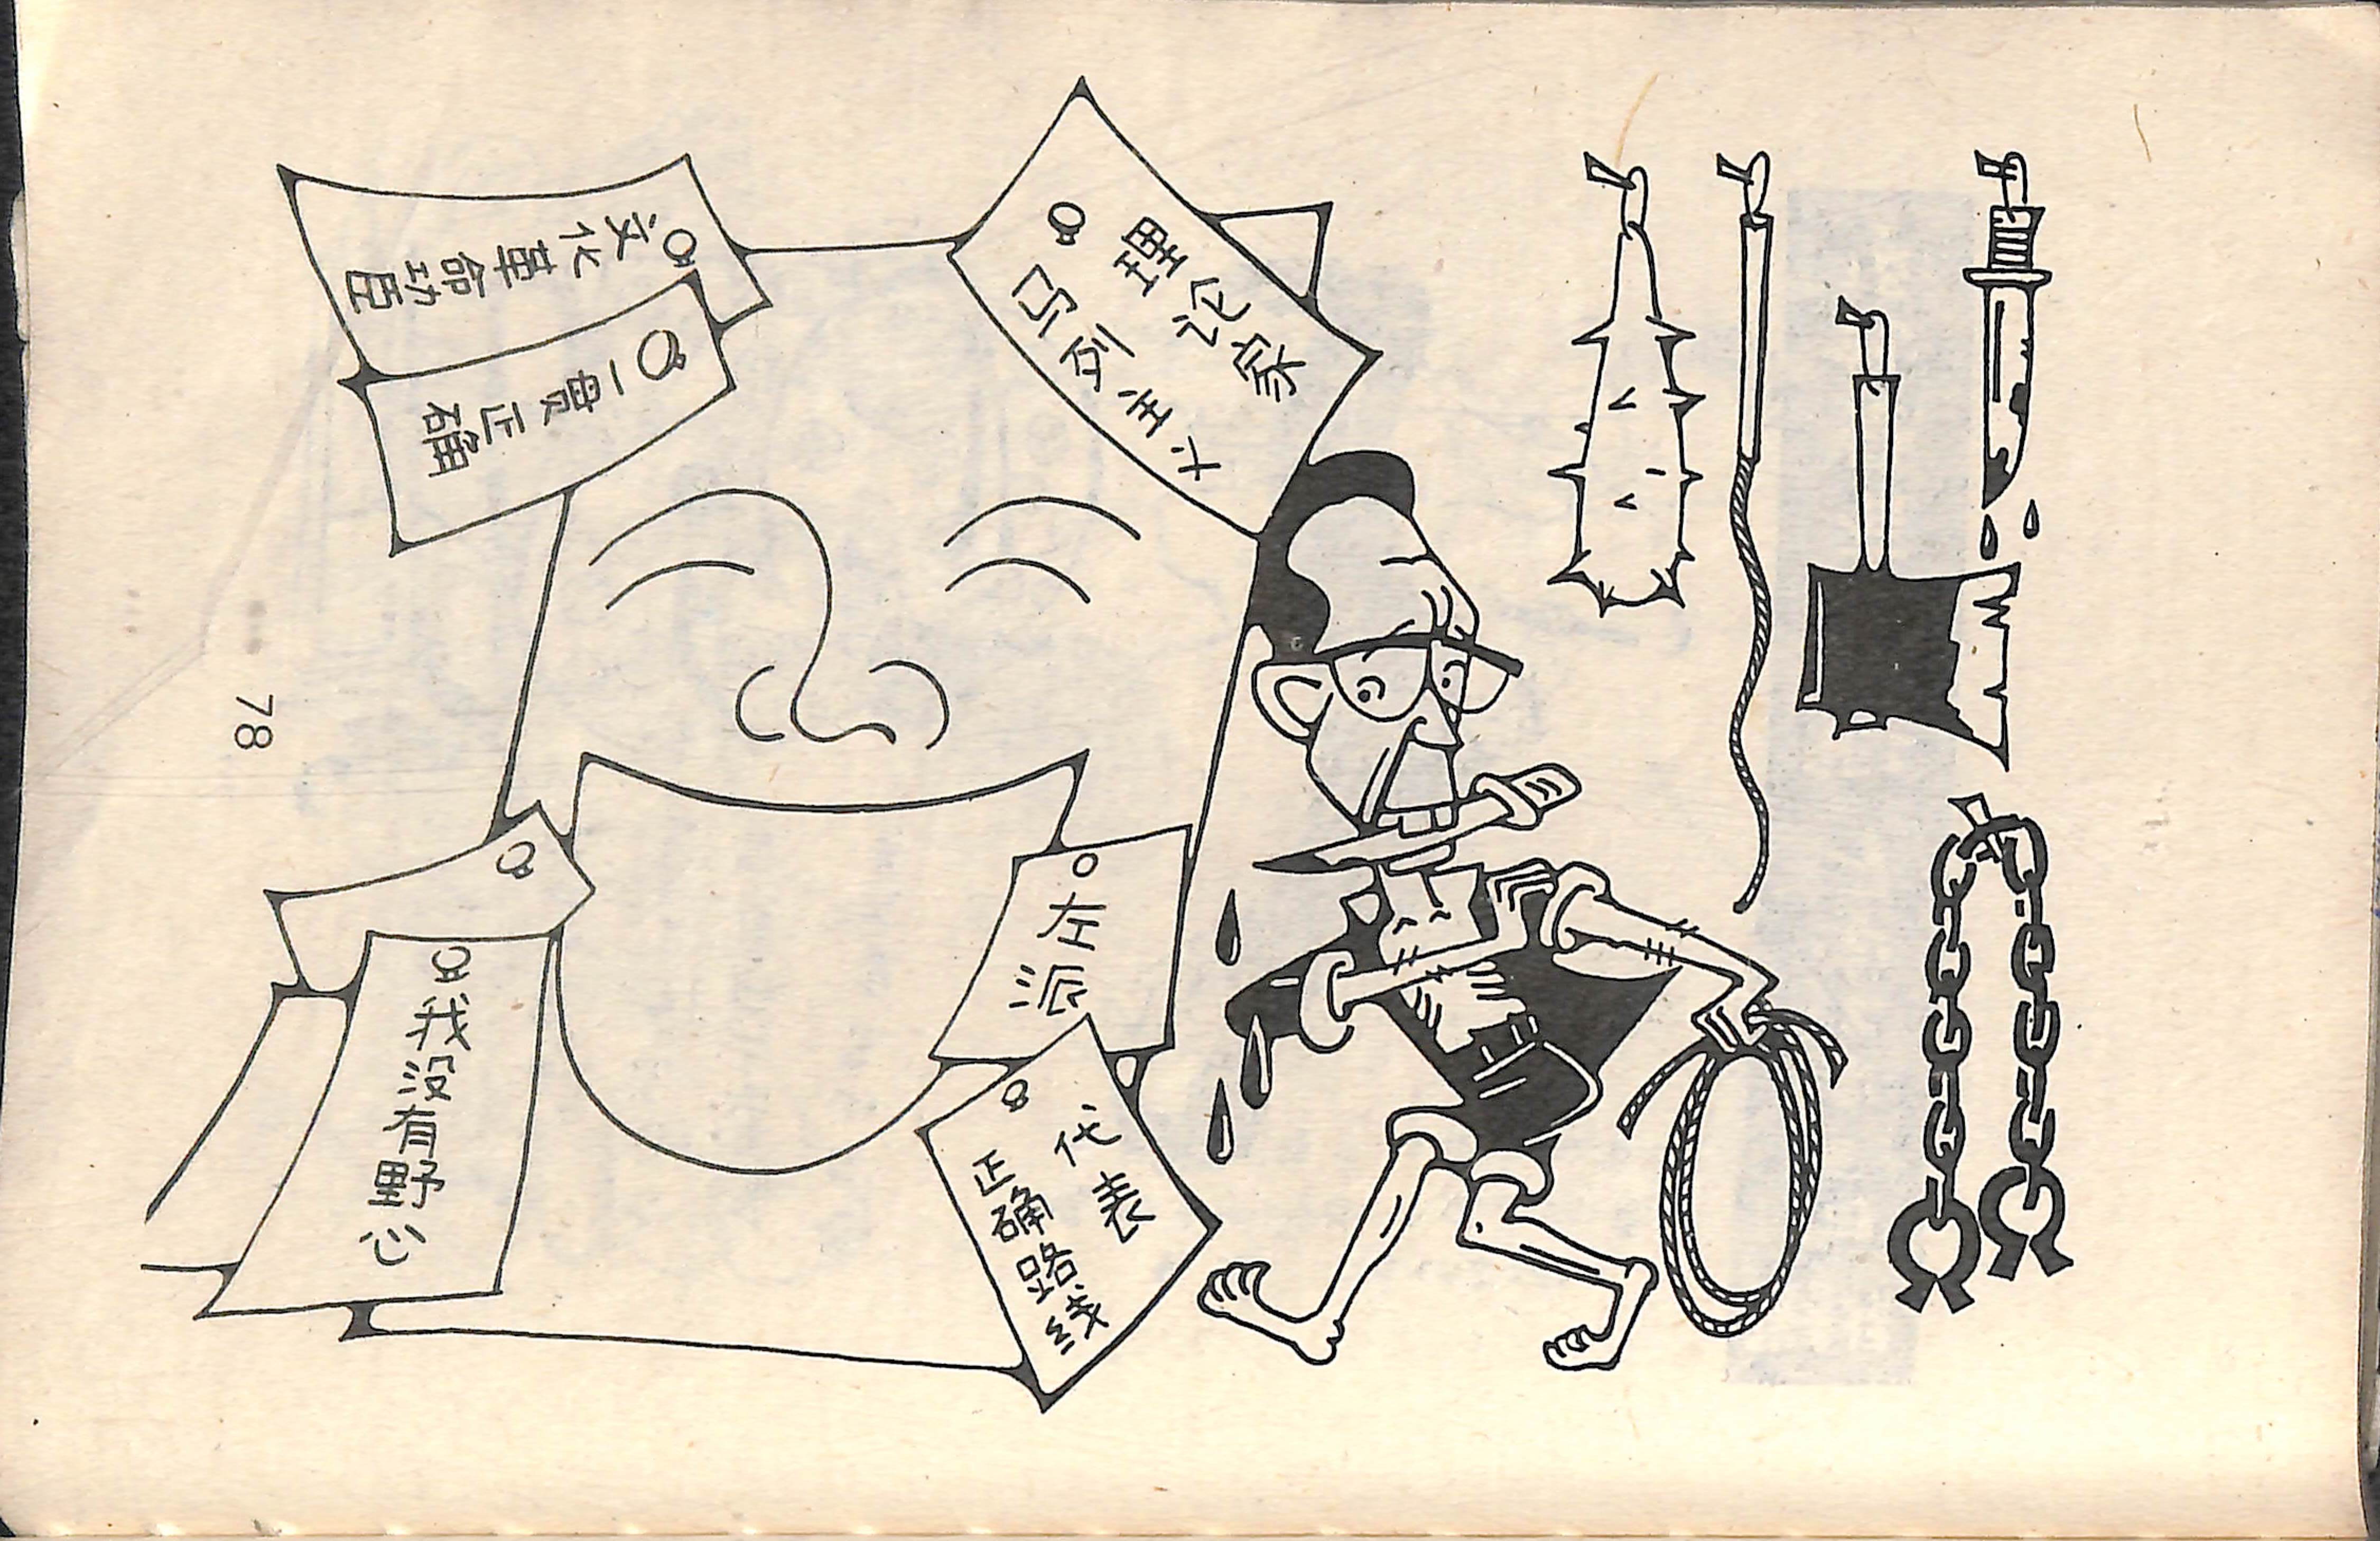 文化革命功臣
一贯正确
马列主义
理论家
左派
代表
正确路线
我没有野心
78